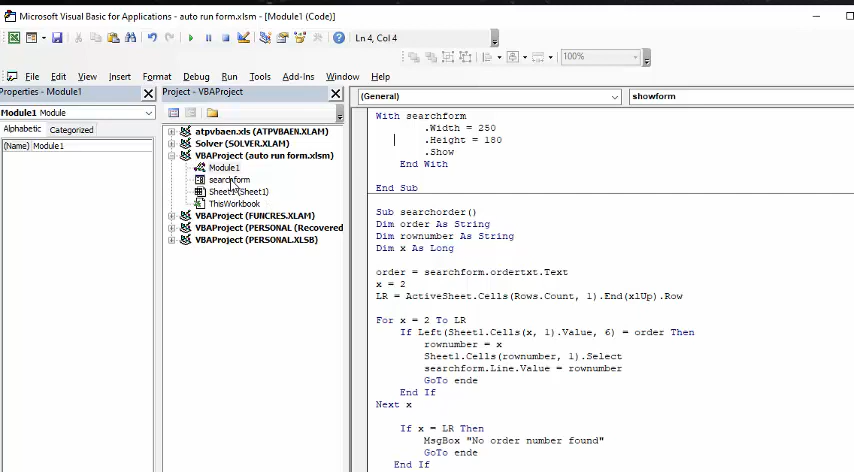 Microsoft Visual Basic for Applications - auto run form.xlsm - [Module1 (Code)]
Ln 4, Col 4
100%
File Edit View Insert Format Debug Run Tools Add-Ins Window Help
Properties - Module1
Module1 Module
Alphabetic Categorized
(Name) Module1
Project - VBAProject
atpvbaen.xls (ATPVBAEN.XLAM)
Solver (SOLVER.XLAM)
VBAProject (auto run form.xlsm)
Module1
searchform
Sheet1 (Sheet1)
ThisWorkbook
VBAProject (FUNCRES.XLAM)
VBAProject (PERSONAL (Recovered
VBAProject (PERSONAL.XLSB)
(General) showform
With searchform
.Width = 250
.Height = 180
.Show
End With
End Sub
Sub searchorder()
Dim order As String
Dim rownumber As String
Dim x As Long
order = searchform.ordertxt.Text
x = 2
LR = ActiveSheet.Cells(Rows.Count, 1).End(xlUp).Row
For x = 2 To LR
If Left(Sheet1.Cells(x, 1).Value, 6) = order Then
rownumber = x
Sheet1.Cells(rownumber, 1).Select
searchform.Line.Value = rownumber
GoTo ende
End If
Next x
If x = LR Then
MsgBox "No order number found"
GoTo ende
End If